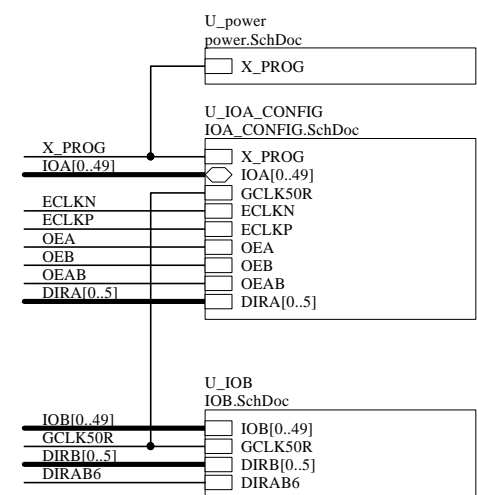 U_power
power.SchDoc
X_PROG
U_IOA_CONFIG
IOA_CONFIG.SchDoc
X_PROG X_PROG
IOA[0..49] IOA[0..49]
GCLK50R
ECLKN ECLKN
ECLKP ECLKP
OEA OEA
OEB OEB
OEAB OEAB
DIRA[0..5] DIRA[0..5]
U_IOB
IOB.SchDoc
IOB[0..49] IOB[0..49]
GCLK50R GCLK50R
DIRB[0..5] DIRB[0..5]
DIRAB6 DIRAB6